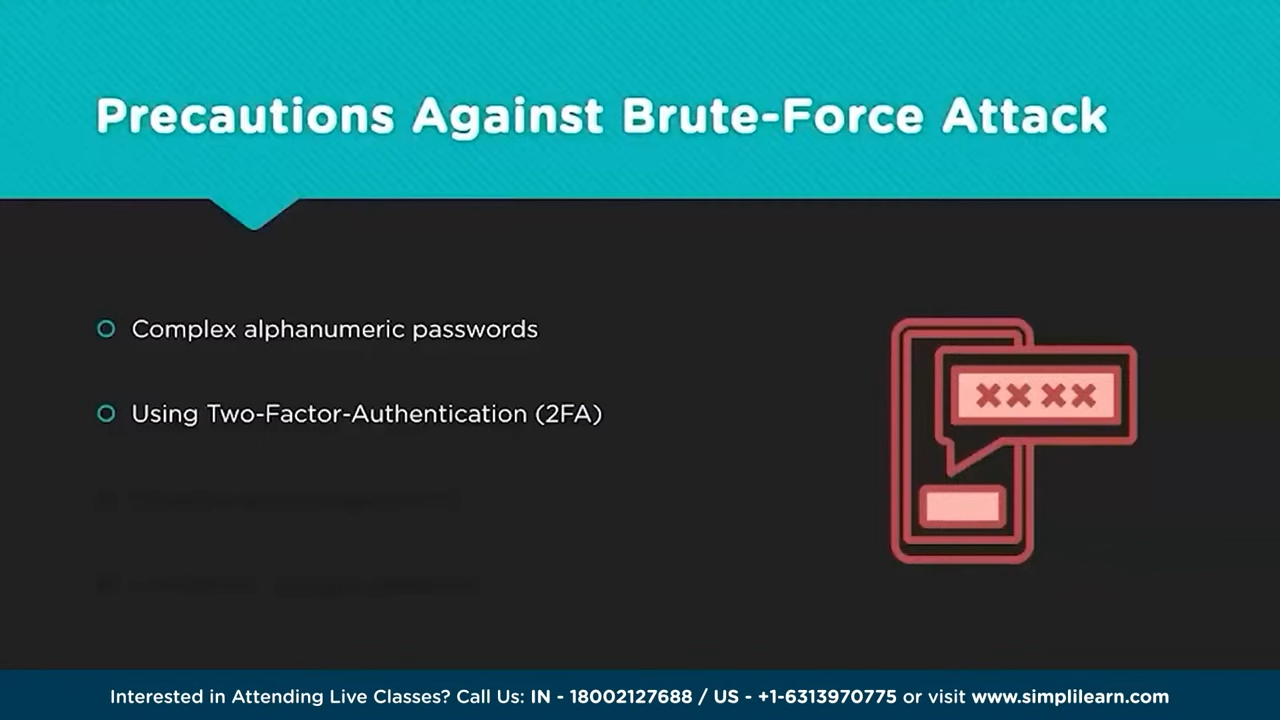 Precautions Against Brute-Force Attack
Complex alphanumeric passwords
Using Two-Factor-Authentication (2FA)
Interested in Attending Live Classes? Call Us: IN - 18002127688 / US - +1-6313970775 or visit www.simplilearn.com